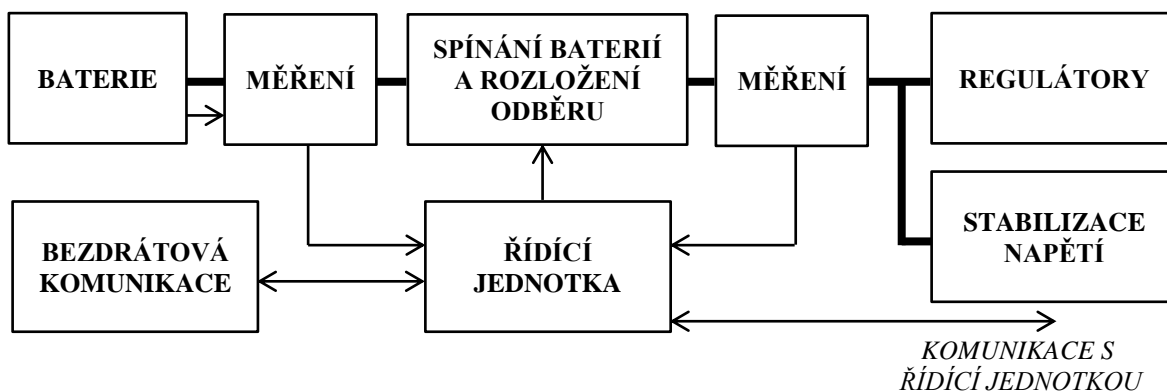 BATERIE
MĚŘENÍ
SPÍNÁNÍ BATERIÍ
A ROZLOŽENÍ
ODBĚRU
MĚŘENÍ
REGULÁTORY
BEZDRÁTOVÁ
KOMUNIKACE
ŘÍDÍCÍ
JEDNOTKA
STABILIZACE
NAPĚTÍ
KOMUNIKACE S
ŘÍDÍCÍ JEDNOTKOU